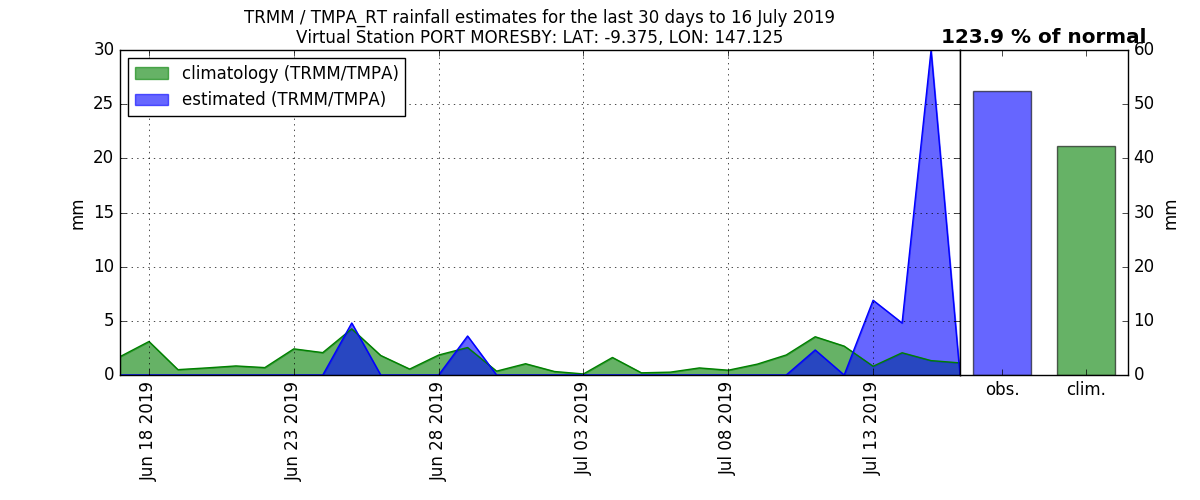 TRMM / TMPA_RT rainfall estimates for the last 30 days to 16 July 2019
Virtual Station PORT MORESBY: LAT: -9.375, LON: 147.125
123.9 % of normal
climatology (TRMM/TMPA)
estimated (TRMM/TMPA)
30
25
20
15
10
5
0
mm
60
50
40
30
20
10
0
mm
Jun 18 2019
Jun 23 2019
Jun 28 2019
Jul 03 2019
Jul 08 2019
Jul 13 2019
obs.
clim.